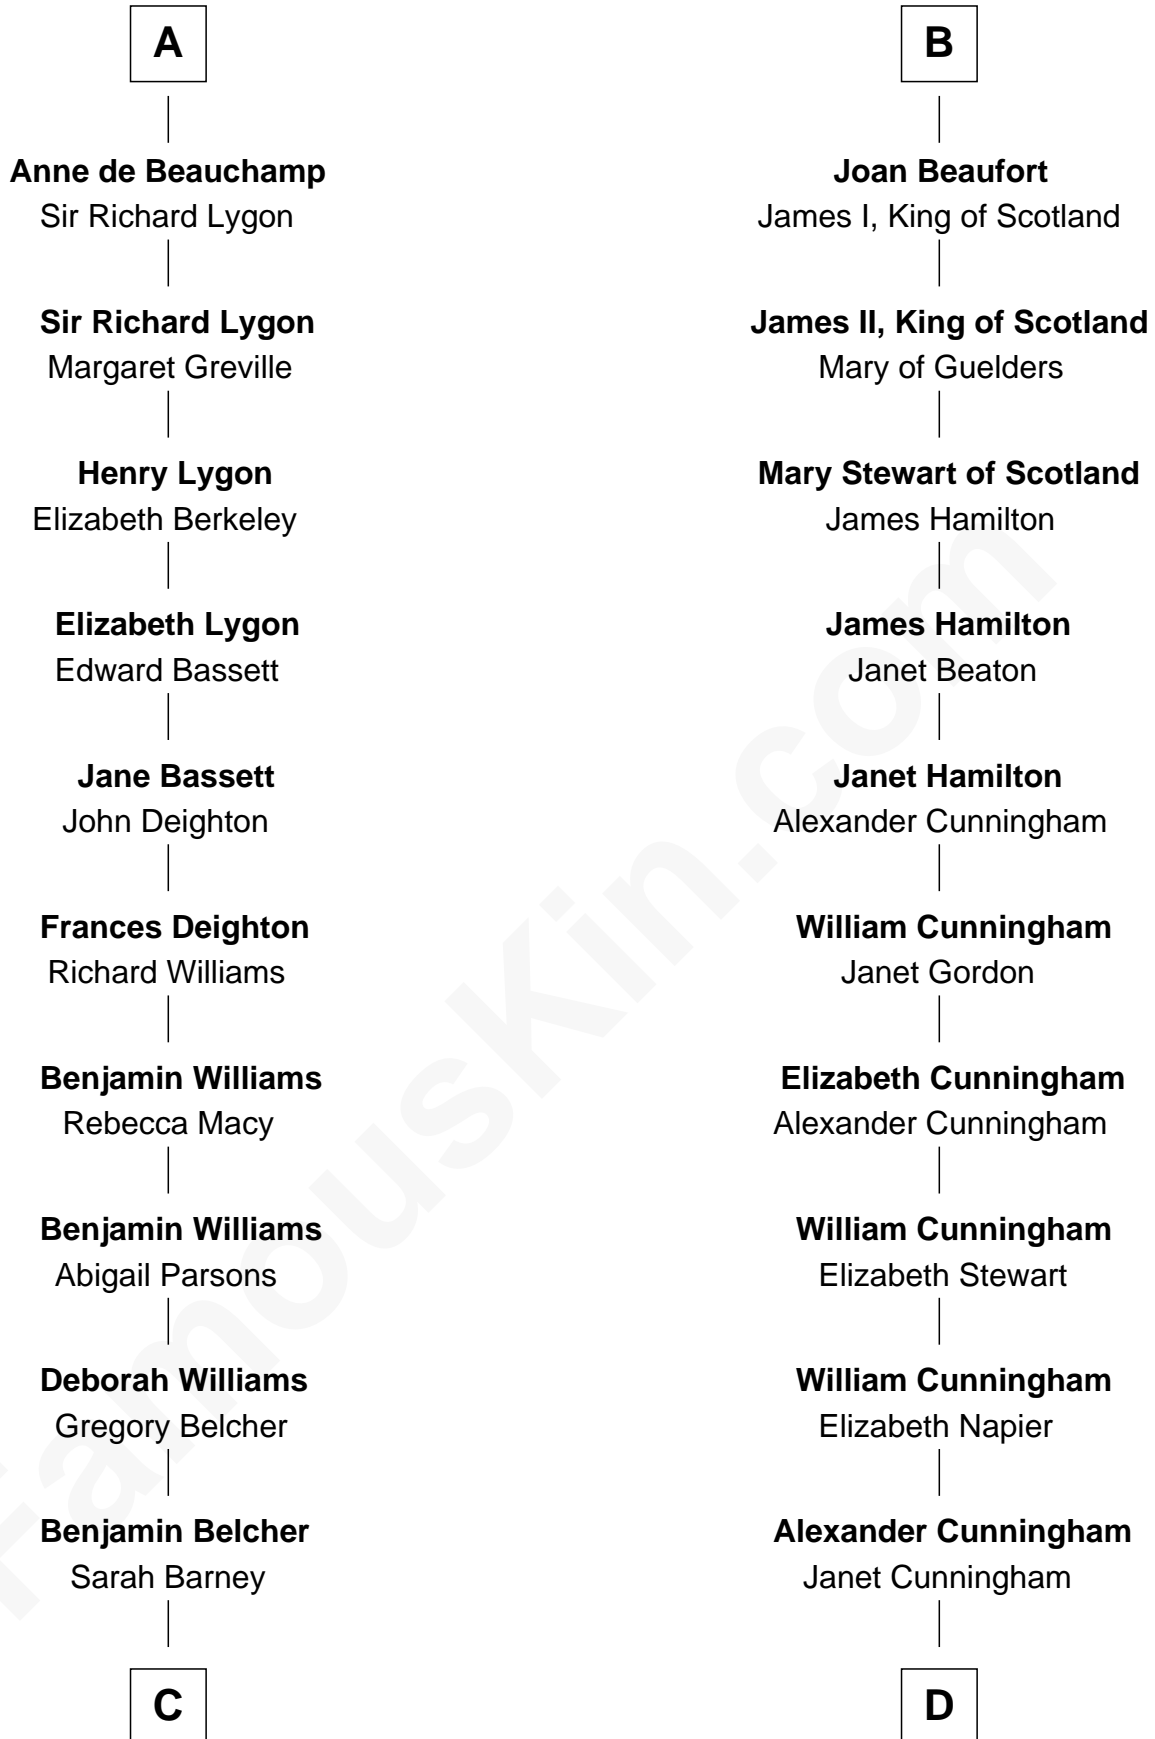 A
Anne de Beauchamp
Sir Richard Lygon
Sir Richard Lygon
Margaret Greville
Henry Lygon
Elizabeth Berkeley
Elizabeth Lygon
Edward Bassett
Jane Bassett
John Deighton
Frances Deighton
Richard Williams
Benjamin Williams
Rebecca Macy
Benjamin Williams
Abigail Parsons
Deborah Williams
Gregory Belcher
Benjamin Belcher
Sarah Barney
C
B
Joan Beaufort
James I, King of Scotland
James II, King of Scotland
Mary of Guelders
Mary Stewart of Scotland
James Hamilton
James Hamilton
Janet Beaton
Janet Hamilton
Alexander Cunningham
William Cunningham
Janet Gordon
Elizabeth Cunningham
Alexander Cunningham
William Cunningham
Elizabeth Stewart
William Cunningham
Elizabeth Napier
Alexander Cunningham
Janet Cunningham
D
FamousKin.com